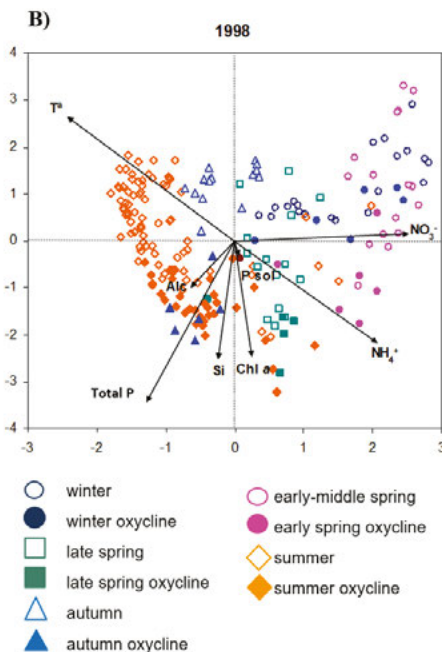 B)
1998
4
3
2
1
0
-1
-2
-3
-4
-3
-2
-1
0
1
2
3
Tª
NO₃⁻
Alc
P sol
NH₄⁺
Si
Chl a
Total P
winter
winter oxycline
late spring
late spring oxycline
autumn
autumn oxycline
early-middle spring
early spring oxycline
summer
summer oxycline